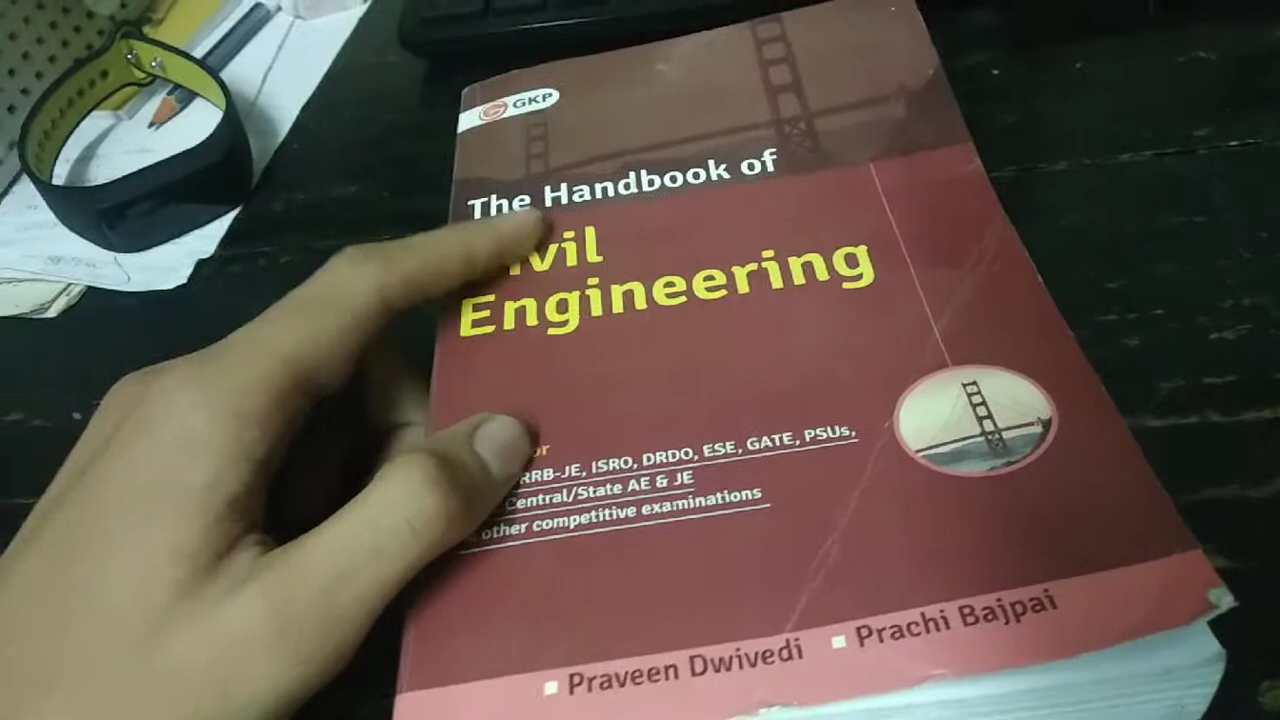 GKP
The Handbook of
Engineering
RRB-JE, ISRO, DRDO, ESE, GATE, PSUs,
Central/State AE & JE
other competitive examinations
Praveen Dwivedi Prachi Bajpai